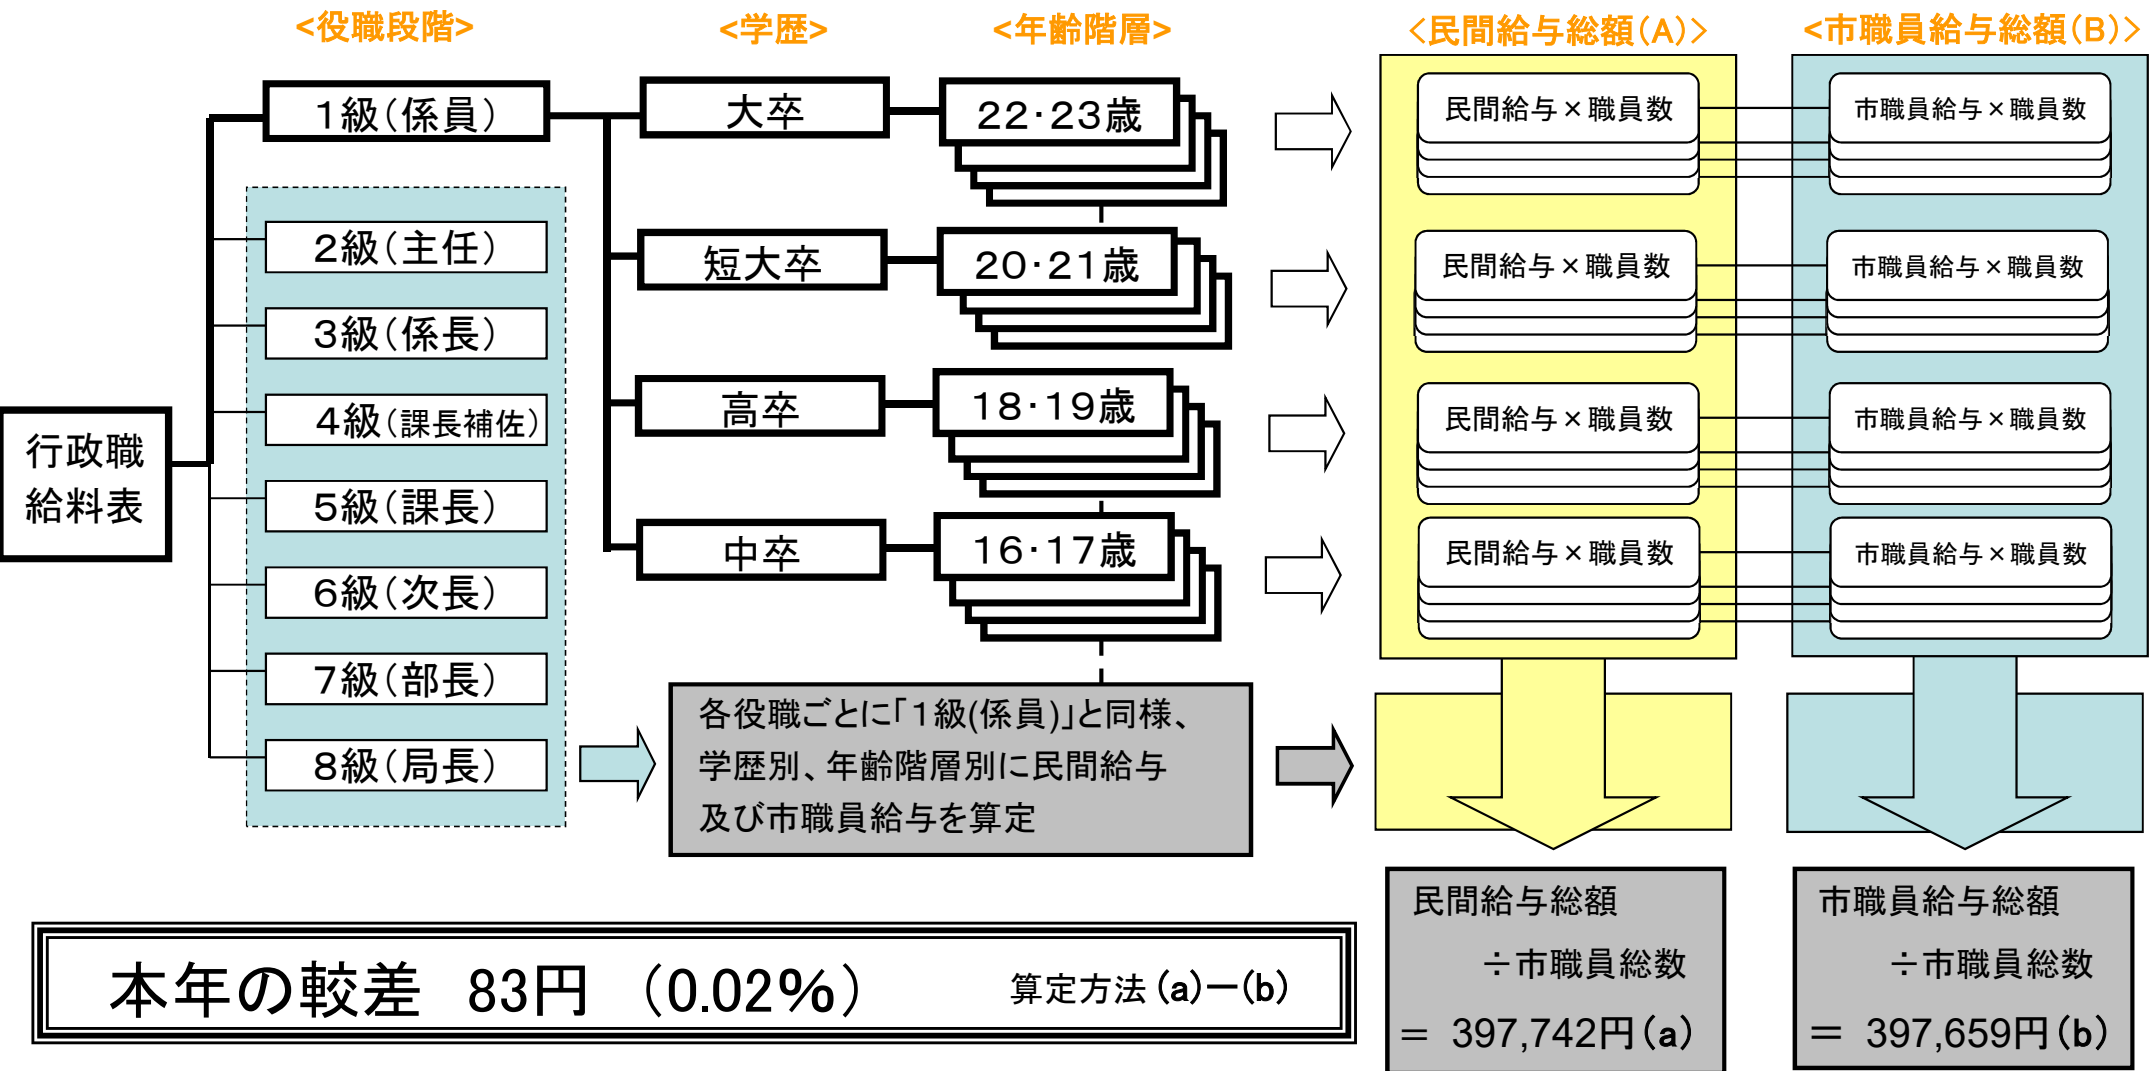 <役職段階>
<学歴>
<年齢階層>
<民間給与総額(A)>
<市職員給与総額(B)>
行政職
給料表
1級(係員)
2級(主任)
3級(係長)
4級(課長補佐)
5級(課長)
6級(次長)
7級(部長)
8級(局長)
大卒
22・23歳
民間給与×職員数
市職員給与×職員数
短大卒
20・21歳
民間給与×職員数
市職員給与×職員数
高卒
18・19歳
民間給与×職員数
市職員給与×職員数
中卒
16・17歳
民間給与×職員数
市職員給与×職員数
各役職ごとに「1級(係員)」と同様、
学歴別、年齢階層別に民間給与
及び市職員給与を算定
民間給与総額
÷市職員総数
= 397,742円(a)
市職員給与総額
÷市職員総数
= 397,659円(b)
本年の較差 83円 (0.02%) 算定方法 (a)-(b)